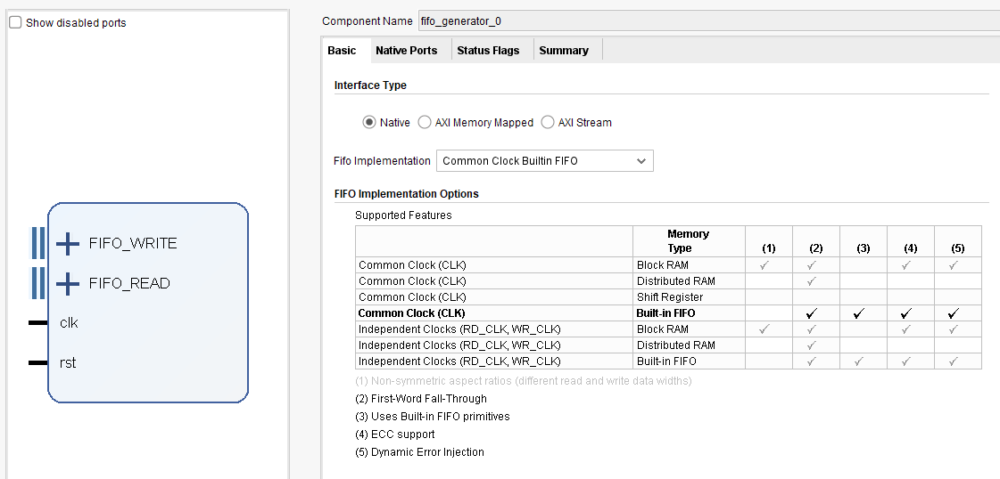 Show disabled ports
Component Name fifo_generator_0
Basic Native Ports Status Flags Summary
Interface Type
Native AXI Memory Mapped AXI Stream
Fifo Implementation Common Clock Builtin FIFO
FIFO Implementation Options
Supported Features
Memory
Type (1) (2) (3) (4) (5)
Common Clock (CLK) Block RAM ✓ ✓ ✓ ✓
Common Clock (CLK) Distributed RAM ✓
Common Clock (CLK) Shift Register
Common Clock (CLK) Built-in FIFO ✓ ✓ ✓ ✓
Independent Clocks (RD_CLK, WR_CLK) Block RAM ✓ ✓ ✓ ✓
Independent Clocks (RD_CLK, WR_CLK) Distributed RAM ✓
Independent Clocks (RD_CLK, WR_CLK) Built-in FIFO ✓ ✓ ✓ ✓
(1) Non-symmetric aspect ratios (different read and write data widths)
(2) First-Word Fall-Through
(3) Uses Built-in FIFO primitives
(4) ECC support
(5) Dynamic Error Injection
FIFO_WRITE
FIFO_READ
clk
rst